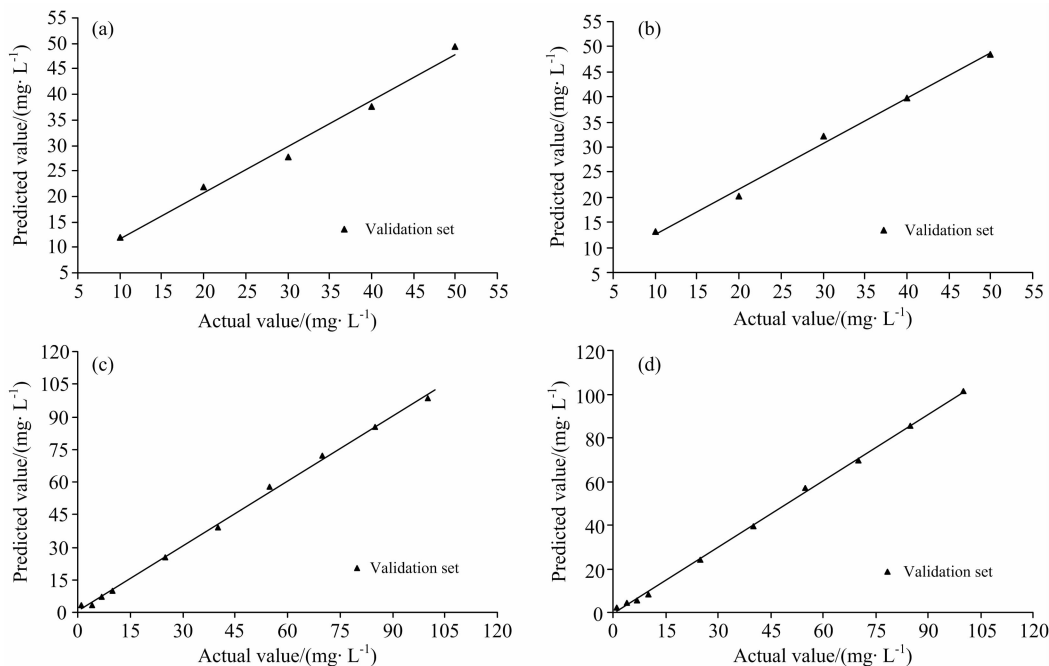 (a)
Predicted value/(mg· L-1)
55
50
45
40
35
30
25
20
15
10
5
5 10 15 20 25 30 35 40 45 50 55
Validation set
Actual value/(mg· L-1)
(b)
Predicted value/(mg· L-1)
55
50
45
40
35
30
25
20
15
10
5
5 10 15 20 25 30 35 40 45 50 55
Validation set
Actual value/(mg· L-1)
(c)
Predicted value/(mg· L-1)
120
105
90
75
60
45
30
15
0
0 15 30 45 60 75 90 105 120
Validation set
Actual value/(mg· L-1)
(d)
Predicted value/(mg· L-1)
120
100
80
60
40
20
0
0 15 30 45 60 75 90 105 120
Validation set
Actual value/(mg· L-1)